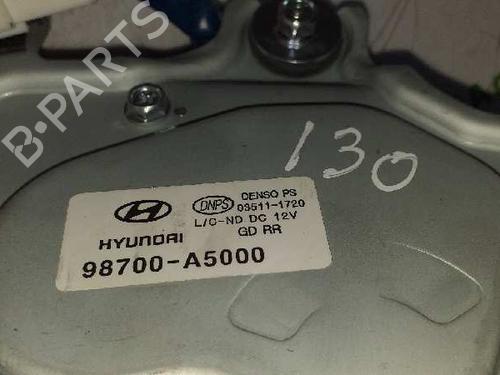 B-PARTS
130
HYUNDAI
DNPS
DENSO PS
03511-1720
L/C-ND DC 12V
GD RR
98700-A5000